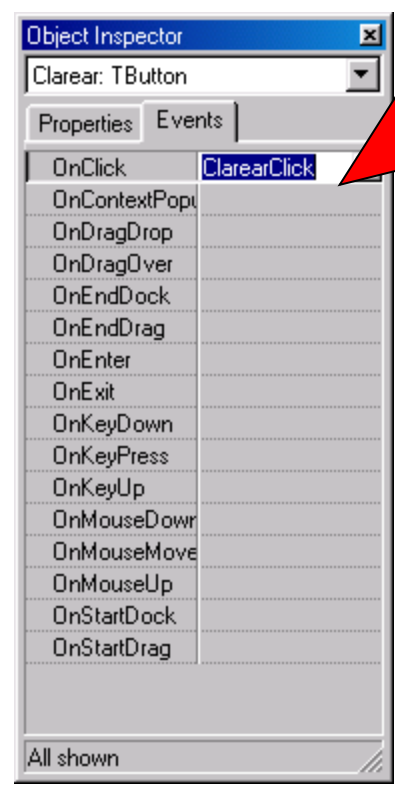 Object Inspector
Clarear: TButton
Properties Events
OnClick ClarearClick
OnContextPopu
OnDragDrop
OnDragOver
OnEndDock
OnEndDrag
OnEnter
OnExit
OnKeyDown
OnKeyPress
OnKeyUp
OnMouseDown
OnMouseMove
OnMouseUp
OnStartDock
OnStartDrag
All shown